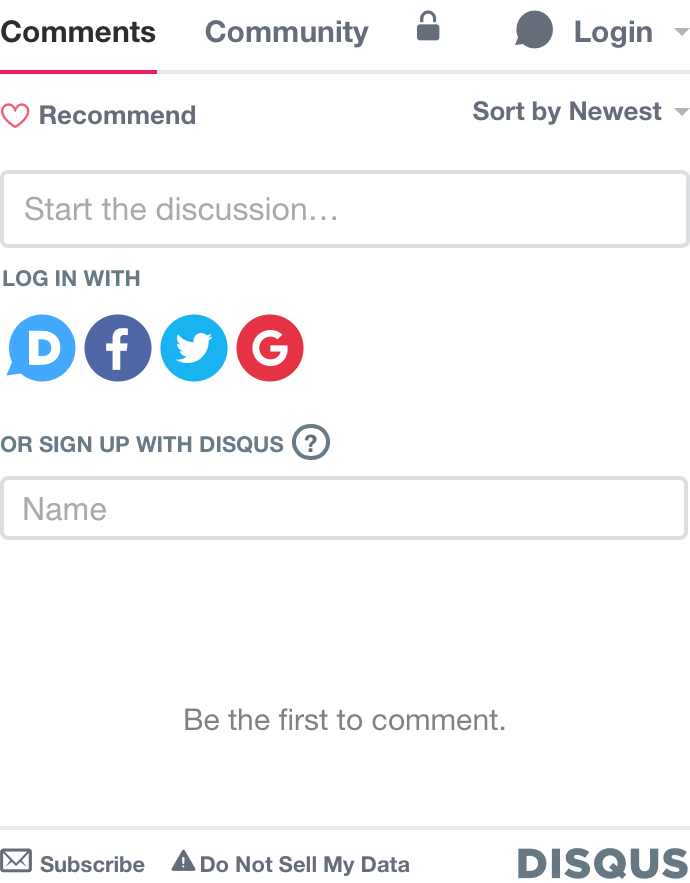 Comments Community Login
Recommend Sort by Newest
Start the discussion…
LOG IN WITH
D f G
OR SIGN UP WITH DISQUS ?
Name
Be the first to comment.
Subscribe Do Not Sell My Data DISQUS